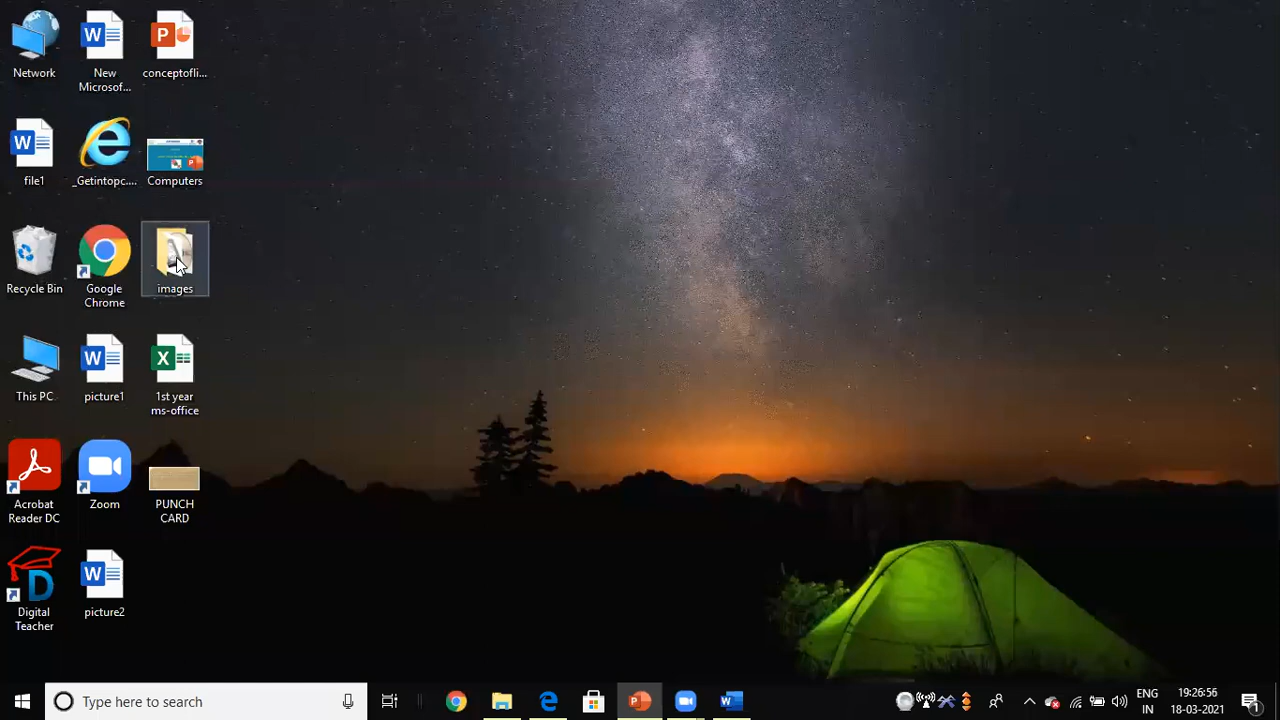 Network
New
Microsof...
conceptofli...
file1
_Getintopc....
Computers
Recycle Bin
Google
Chrome
images
This PC
picture1
1st year
ms-office
Acrobat
Reader DC
Zoom
PUNCH
CARD
Digital
Teacher
picture2
Type here to search
ENG
IN
19:26:56
18-03-2021
1